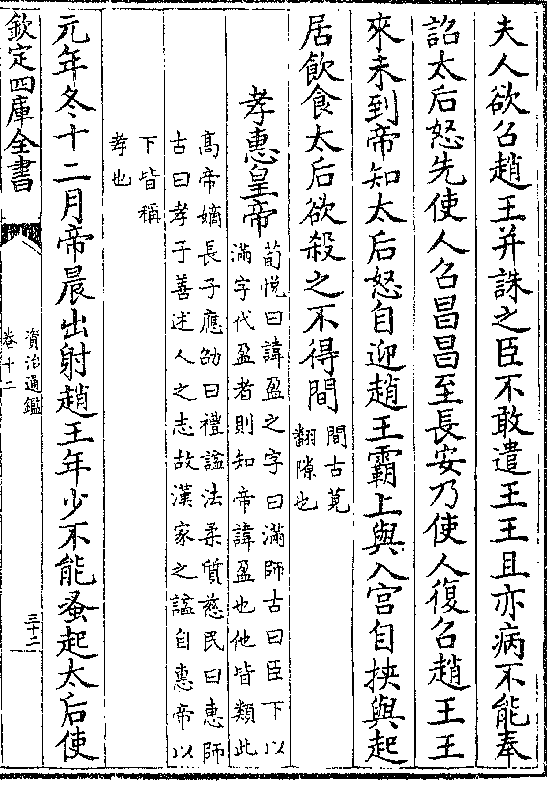 夫人欲召趙王并誅之臣不敢遣王王且亦病不能奉
詔太后怒先使人召昌昌至長安乃使人復召趙王王
來未到帝知太后怒自迎趙王霸上與入宫自挾與起
居飲食太后欲殺之不得間
間古莧
翻隙也
孝惠皇帝
荀悦曰諱盈之字曰滿師古曰臣下以
滿字代盈者則知帝諱盈也他皆類此
髙帝嫡長子應劭曰禮諡法柔質慈民曰惠師
古曰孝子善述人之志故漢家之諡自惠帝以
下皆稱
孝也
元年冬十二月帝晨出射趙王年少不能蚤起太后使
欽定四庫全書
資治通鑑
卷十二
三十二